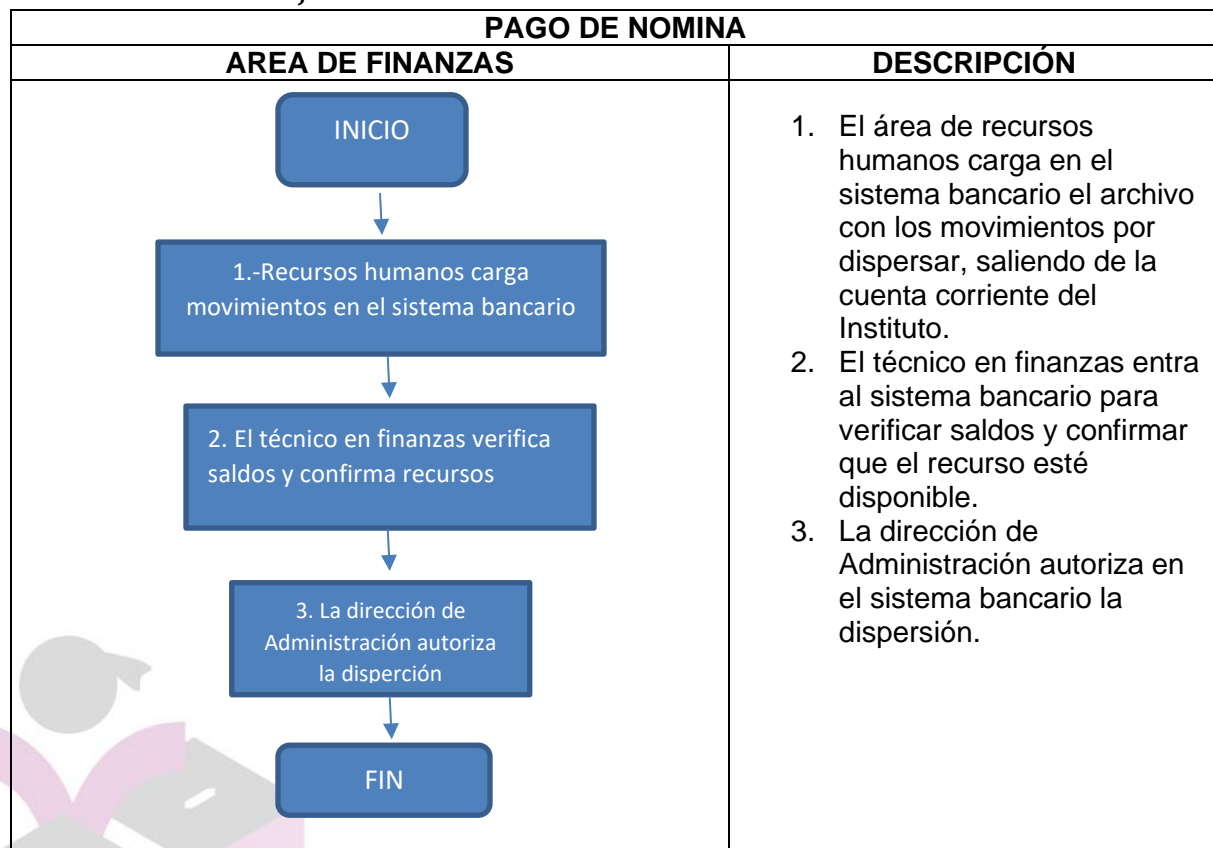 PAGO DE NOMINA
AREA DE FINANZAS
DESCRIPCIÓN
INICIO
1.-Recursos humanos carga
movimientos en el sistema bancario
2. El técnico en finanzas verifica
saldos y confirma recursos
3. La dirección de
Administración autoriza
la disperción
FIN
1. El área de recursos
humanos carga en el
sistema bancario el archivo
con los movimientos por
dispersar, saliendo de la
cuenta corriente del
Instituto.
2. El técnico en finanzas entra
al sistema bancario para
verificar saldos y confirmar
que el recurso esté
disponible.
3. La dirección de
Administración autoriza en
el sistema bancario la
dispersión.